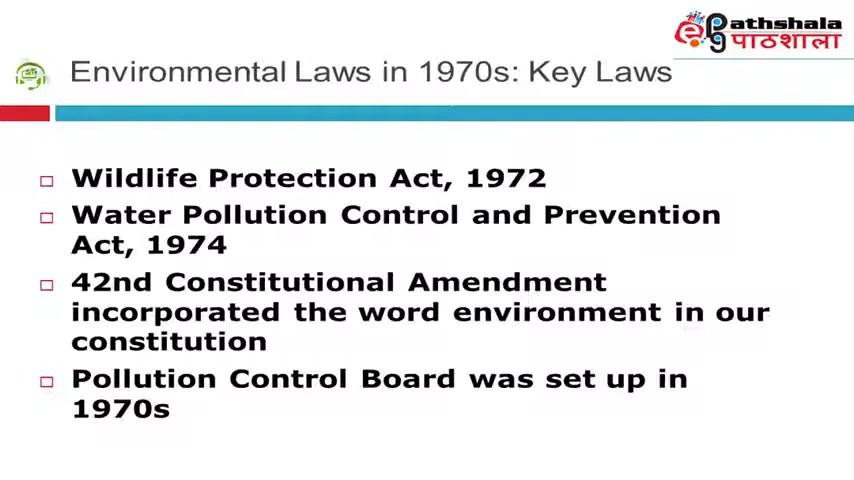 ePathshala
पाठशाला
Environmental Laws in 1970s: Key Laws
Wildlife Protection Act, 1972
Water Pollution Control and Prevention
Act, 1974
42nd Constitutional Amendment
incorporated the word environment in our
constitution
Pollution Control Board was set up in
1970s